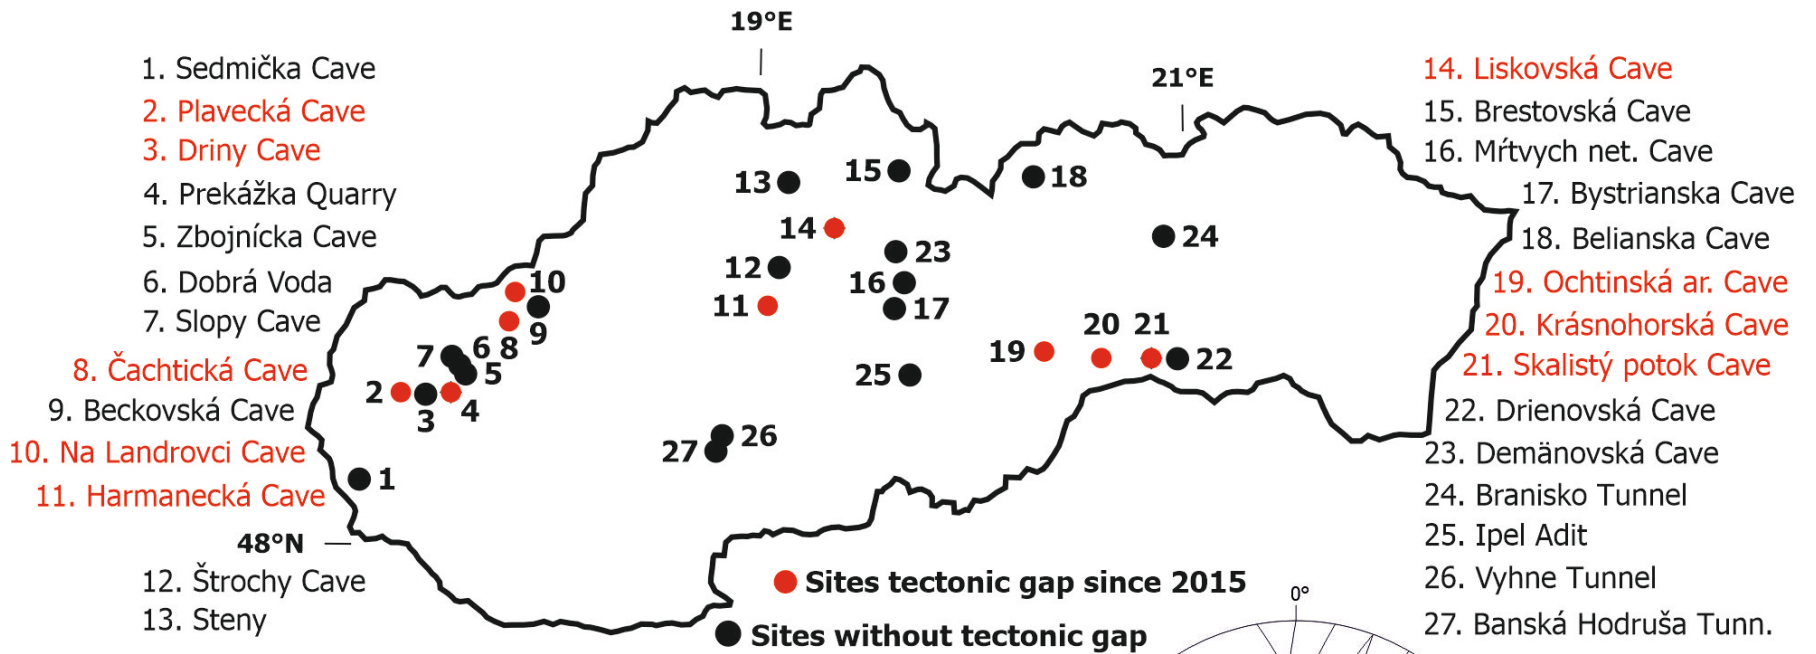 19°E
21°E
1. Sedmička Cave
2. Plavecká Cave
3. Driny Cave
4. Prekážka Quarry
5. Zbojnícka Cave
6. Dobrá Voda
7. Slopy Cave
8. Čachtická Cave
9. Beckovská Cave
10. Na Landrovci Cave
11. Harmanecká Cave
48°N
12. Štrochy Cave
13. Steny
13
15
18
14
23
24
12
16
10
11
17
9
7
6
8
5
19
20
21
22
25
2
3
4
26
27
1
Sites tectonic gap since 2015
Sites without tectonic gap
0°
14. Liskovská Cave
15. Brestovská Cave
16. Mŕtvych net. Cave
17. Bystrianska Cave
18. Belianska Cave
19. Ochtinská ar. Cave
20. Krásnohorská Cave
21. Skalistý potok Cave
22. Drienovská Cave
23. Demänovská Cave
24. Branisko Tunnel
25. Ipel Adit
26. Vyhne Tunnel
27. Banská Hodruša Tunn.